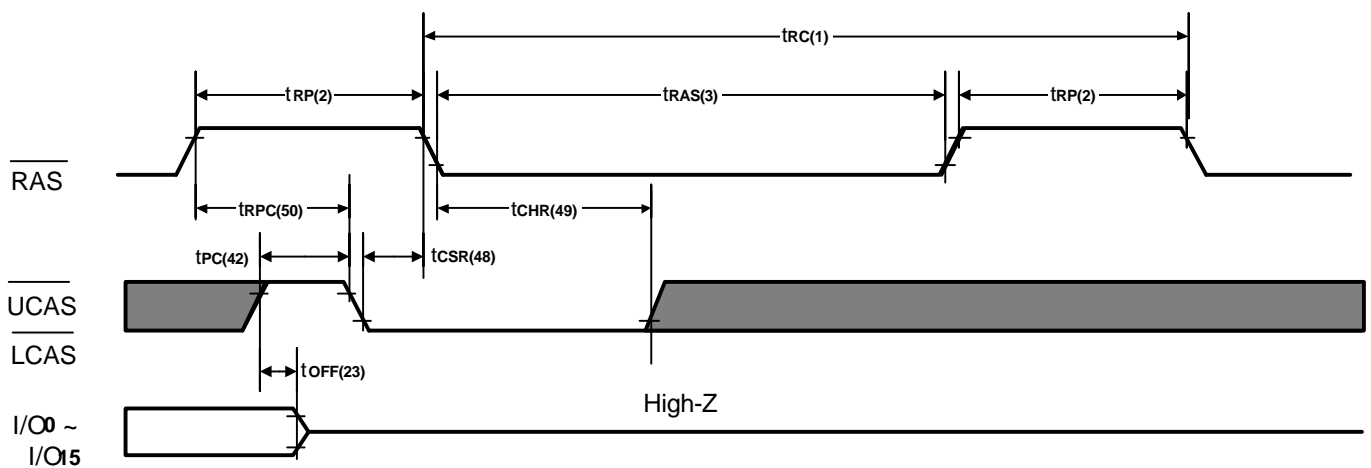 tRC(1)
tRP(2)
tRAS(3)
tRP(2)
RAS
tRPC(50)
tCHR(49)
tPC(42)
tCSR(48)
UCAS
LCAS
tOFF(23)
High-Z
I/O0 ~
I/O15